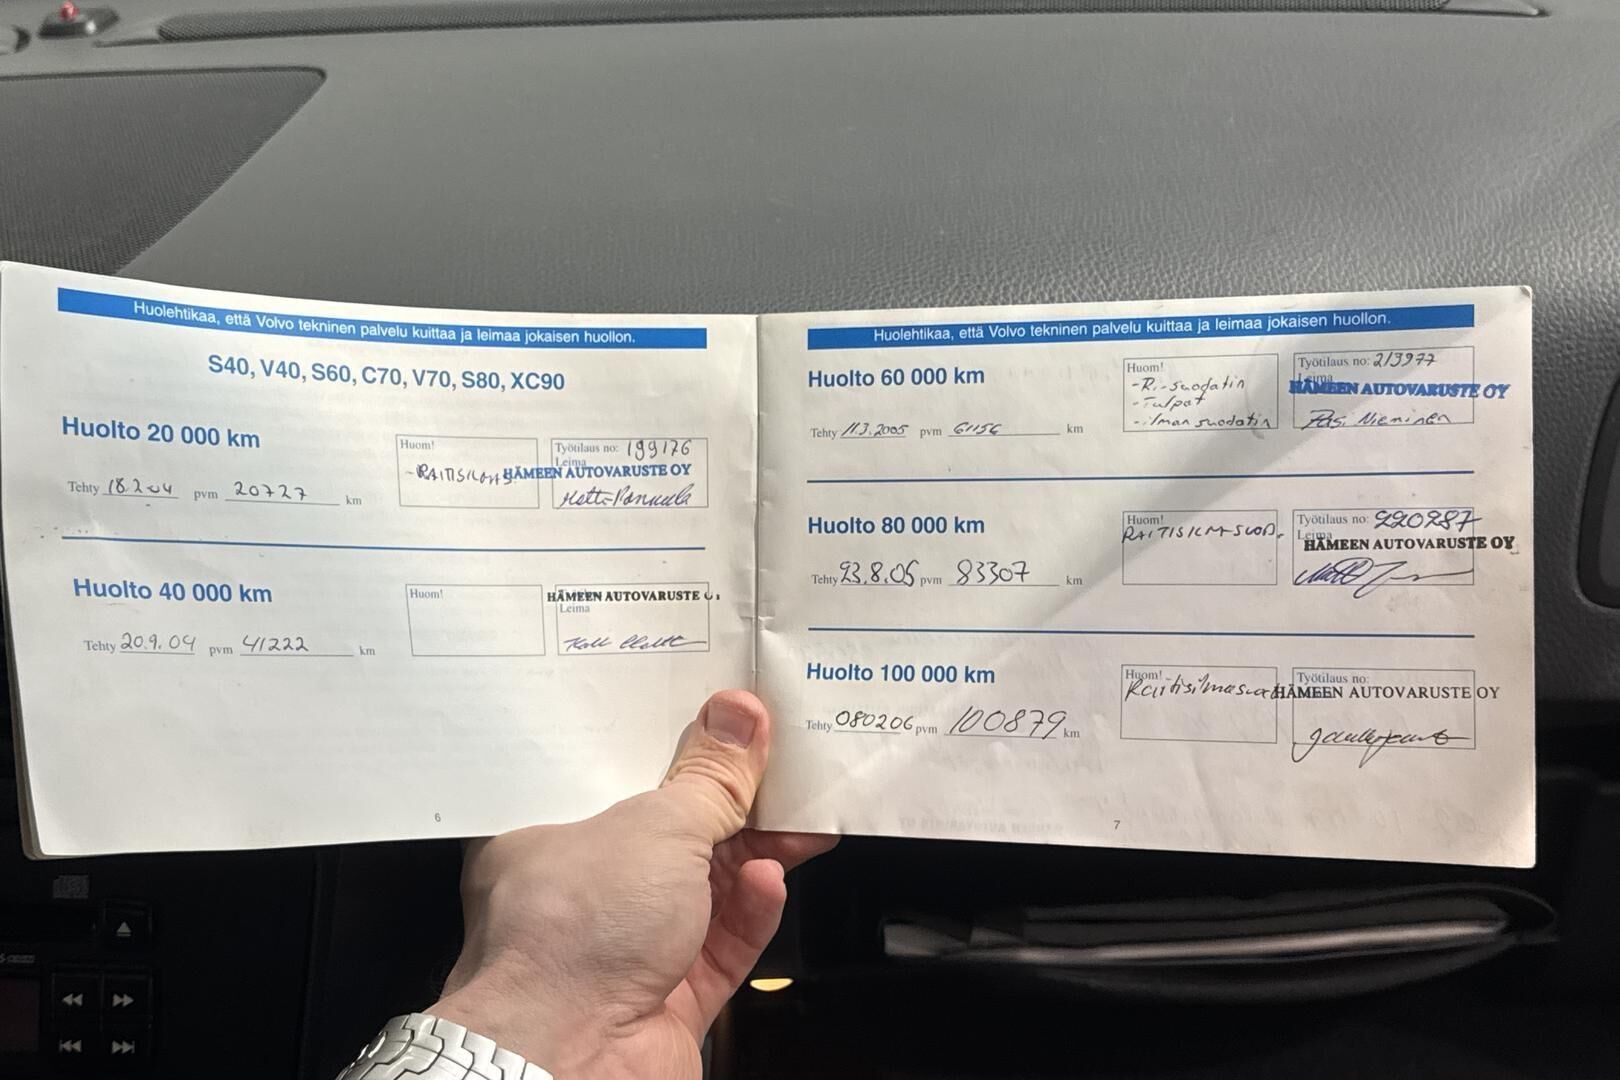 Huolehtikaa, että Volvo tekninen palvelu kuittaa ja leimaa jokaisen huollon.
S40, V40, S60, C70, V70, S80, XC90
Huolto 20 000 km
Tehty 18.2.04 pvm 20727 km
Huom!
Työtilaus no: 199176
Leima
HÄMEEN AUTOVARUSTE OY
Huolto 40 000 km
Tehty 20.9.04 pvm 41222 km
Huom!
HÄMEEN AUTOVARUSTE
Leima
6
Huolehtikaa, että Volvo tekninen palvelu kuittaa ja leimaa jokaisen huollon.
Huolto 60 000 km
Tehty 11.3.2005 pvm 61156 km
Huom!
-R.-suodatin
-Tulpat
-ilmansuodatin
Työtilaus no: 213977
Leima
HÄMEEN AUTOVARUSTE OY
Pasi Nieminen
Huolto 80 000 km
Tehty 23.8.05 pvm 83307 km
Huom!
RAITISILMASUOD.
Työtilaus no: 220287
Leima
HÄMEEN AUTOVARUSTE OY
Huolto 100 000 km
Tehty 080206 pvm 100879 km
Huom!
Raitisilmasuod
Työtilaus no:
HÄMEEN AUTOVARUSTE OY
7